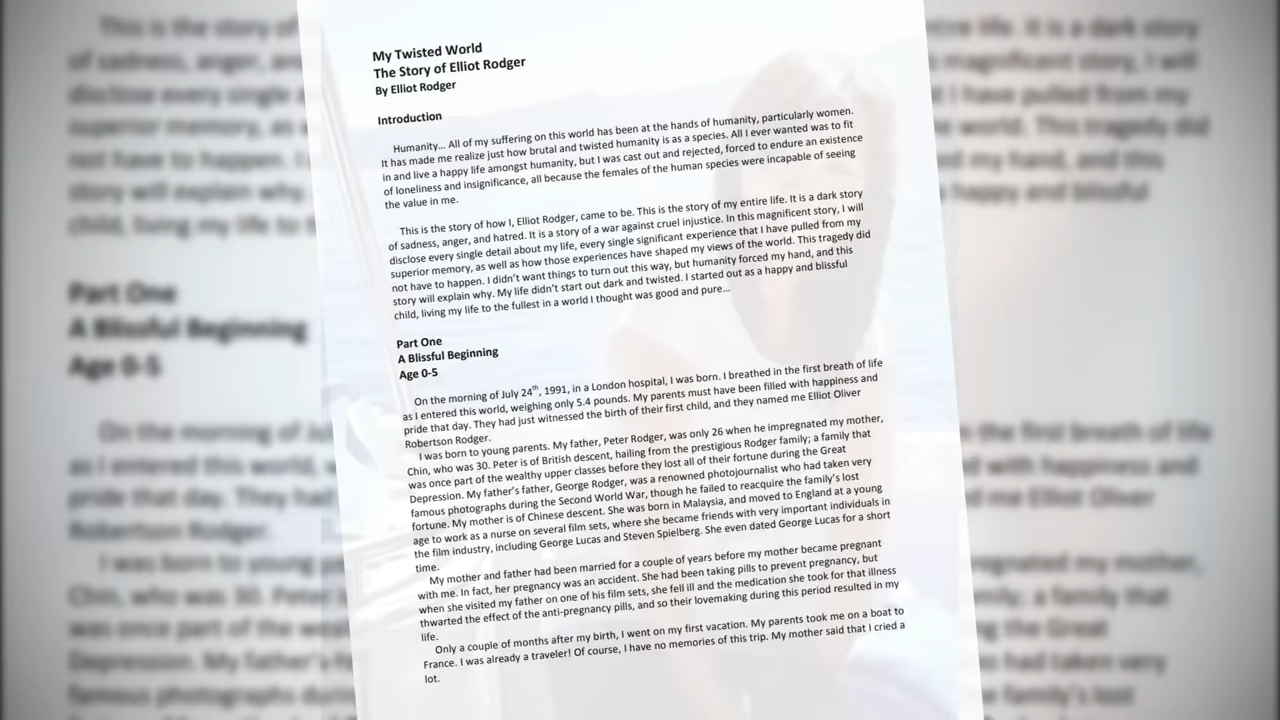 My Twisted World
The Story of Elliot Rodger
By Elliot Rodger
Introduction
Humanity... All of my suffering on this world has been at the hands of humanity, particularly women.
It has made me realize just how brutal and twisted humanity is as a species. All I ever wanted was to fit
in and live a happy life amongst humanity, but I was cast out and rejected, forced to endure an existence
of loneliness and insignificance, all because the females of the human species were incapable of seeing
the value in me.
This is the story of how I, Elliot Rodger, came to be. This is the story of my entire life. It is a dark story
of sadness, anger, and hatred. It is a story of a war against cruel injustice. In this magnificent story, I will
disclose every single detail about my life, every single significant experience that I have pulled from my
superior memory, as well as how those experiences have shaped my views of the world. This tragedy did
not have to happen. I didn't want things to turn out this way, but humanity forced my hand, and this
story will explain why. My life didn't start out dark and twisted. I started out as a happy and blissful
child, living my life to the fullest in a world I thought was good and pure...
Part One
A Blissful Beginning
Age 0-5
On the morning of July 24th, 1991, in a London hospital, I was born. I breathed in the first breath of life
as I entered this world, weighing only 5.4 pounds. My parents must have been filled with happiness and
pride that day. They had just witnessed the birth of their first child, and they named me Elliot Oliver
Robertson Rodger.
I was born to young parents. My father, Peter Rodger, was only 26 when he impregnated my mother,
Chin, who was 30. Peter is of British descent, hailing from the prestigious Rodger family; a family that
was once part of the wealthy upper classes before they lost all of their fortune during the Great
Depression. My father's father, George Rodger, was a renowned photojournalist who had taken very
famous photographs during the Second World War, though he failed to reacquire the family's lost
fortune. My mother is of Chinese descent. She was born in Malaysia, and moved to England at a young
age to work as a nurse on several film sets, where she became friends with very important individuals in
the film industry, including George Lucas and Steven Spielberg. She even dated George Lucas for a short
time.
My mother and father had been married for a couple of years before my mother became pregnant
with me. In fact, her pregnancy was an accident. She had been taking pills to prevent pregnancy, but
when she visited my father on one of his film sets, she fell ill and the medication she took for that illness
thwarted the effect of the anti-pregnancy pills, and so their lovemaking during this period resulted in my
life.
Only a couple of months after my birth, I went on my first vacation. My parents took me on a boat to
France. I was already a traveler! Of course, I have no memories of this trip. My mother said that I cried a
lot.